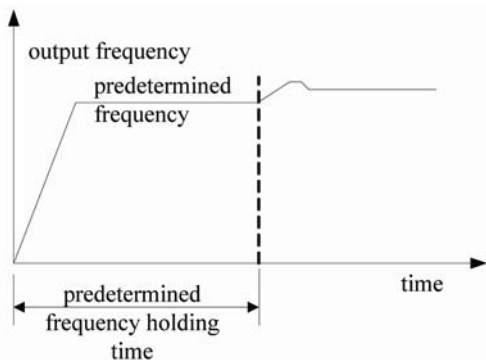 output frequency
predetermined
frequency
time
predetermined
frequency holding
time